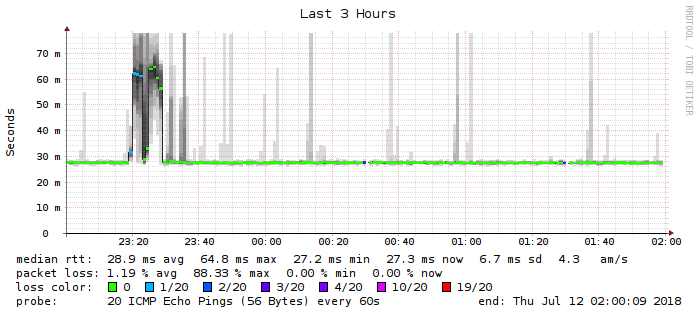 Last 3 Hours
RRDTOOL / TOBI OETIKER
Seconds
70 m
60 m
50 m
40 m
30 m
20 m
10 m
0
23:20 23:40 00:00 00:20 00:40 01:00 01:20 01:40 02:00
median rtt: 28.9 ms avg 64.8 ms max 27.2 ms min 27.3 ms now 6.7 ms sd 4.3 am/s
packet loss: 1.19 % avg 88.33 % max 0.00 % min 0.00 % now
loss color: 0 1/20 2/20 3/20 4/20 10/20 19/20
probe: 20 ICMP Echo Pings (56 Bytes) every 60s end: Thu Jul 12 02:00:09 2018